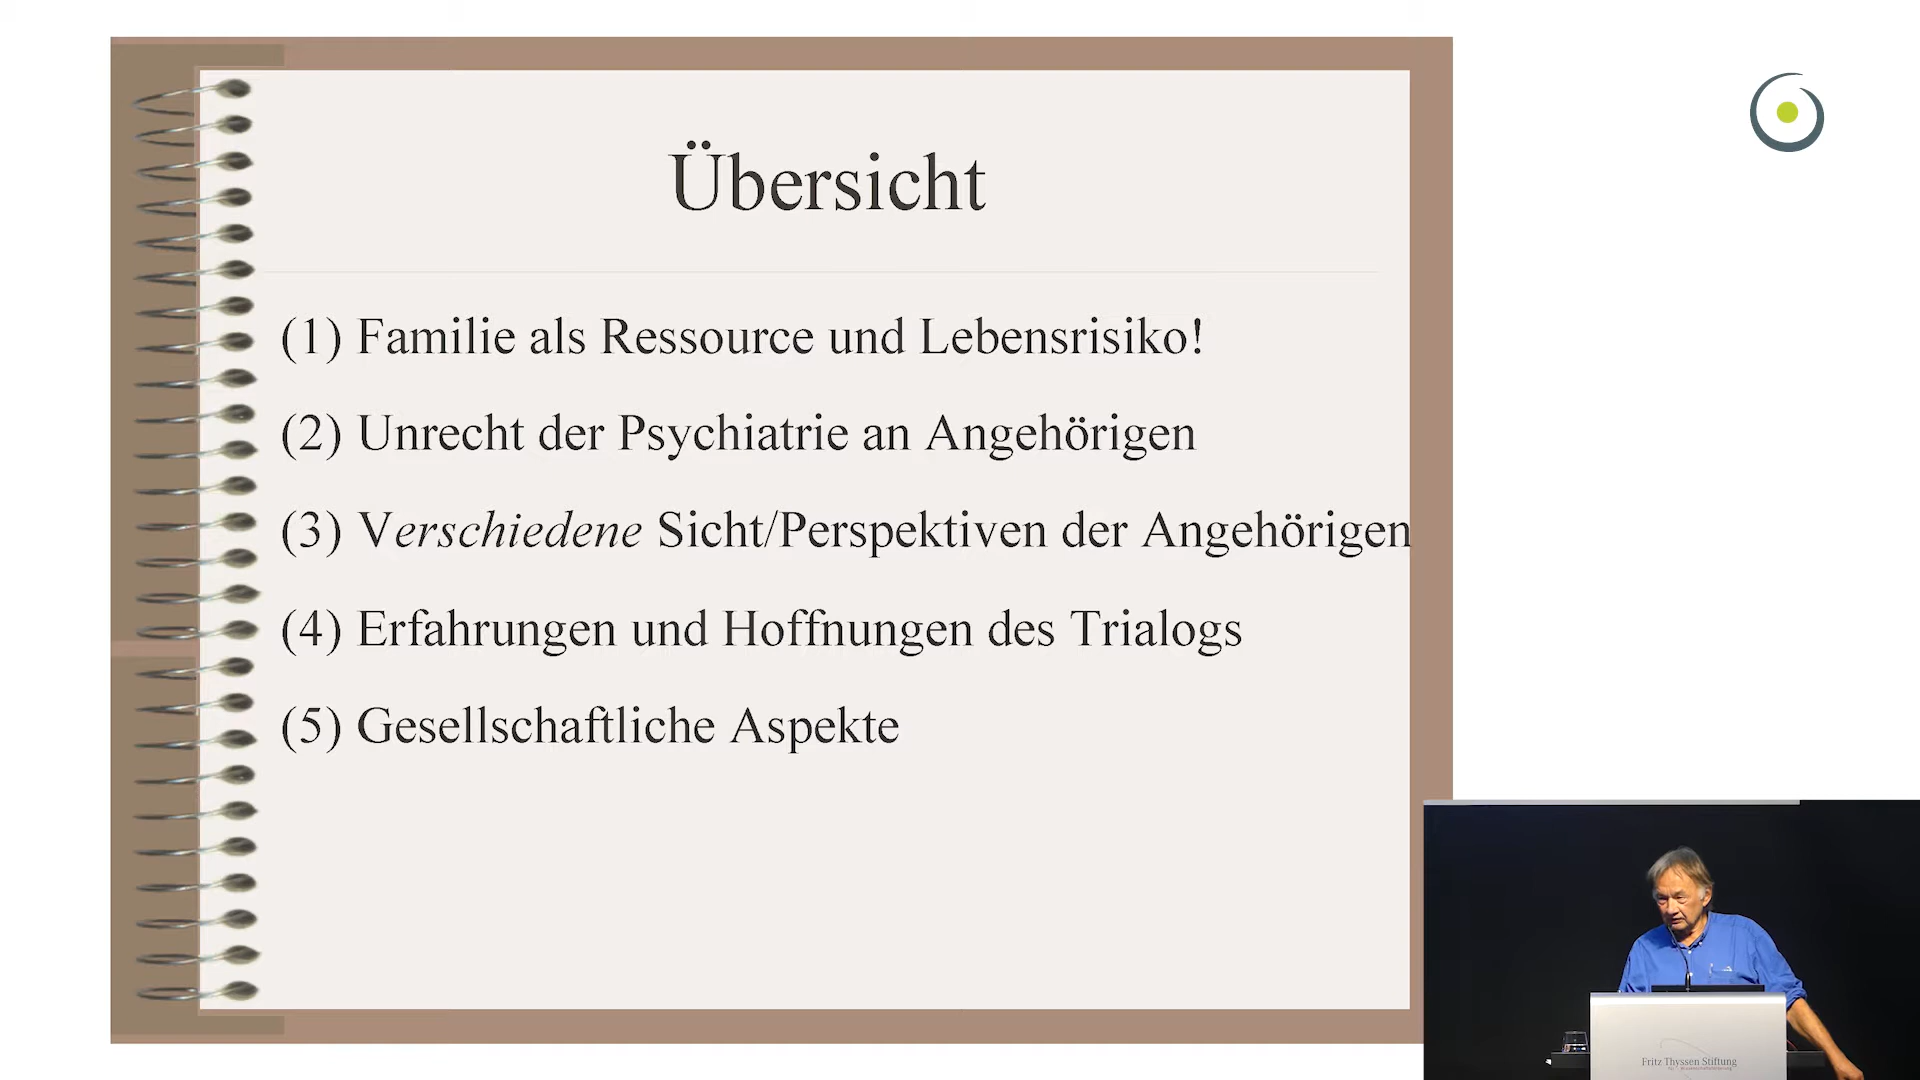 Übersicht
(1) Familie als Ressource und Lebensrisiko!
(2) Unrecht der Psychiatrie an Angehörigen
(3) Verschiedene Sicht/Perspektiven der Angehörigen
(4) Erfahrungen und Hoffnungen des Trialogs
(5) Gesellschaftliche Aspekte
Fritz Thyssen Stiftung